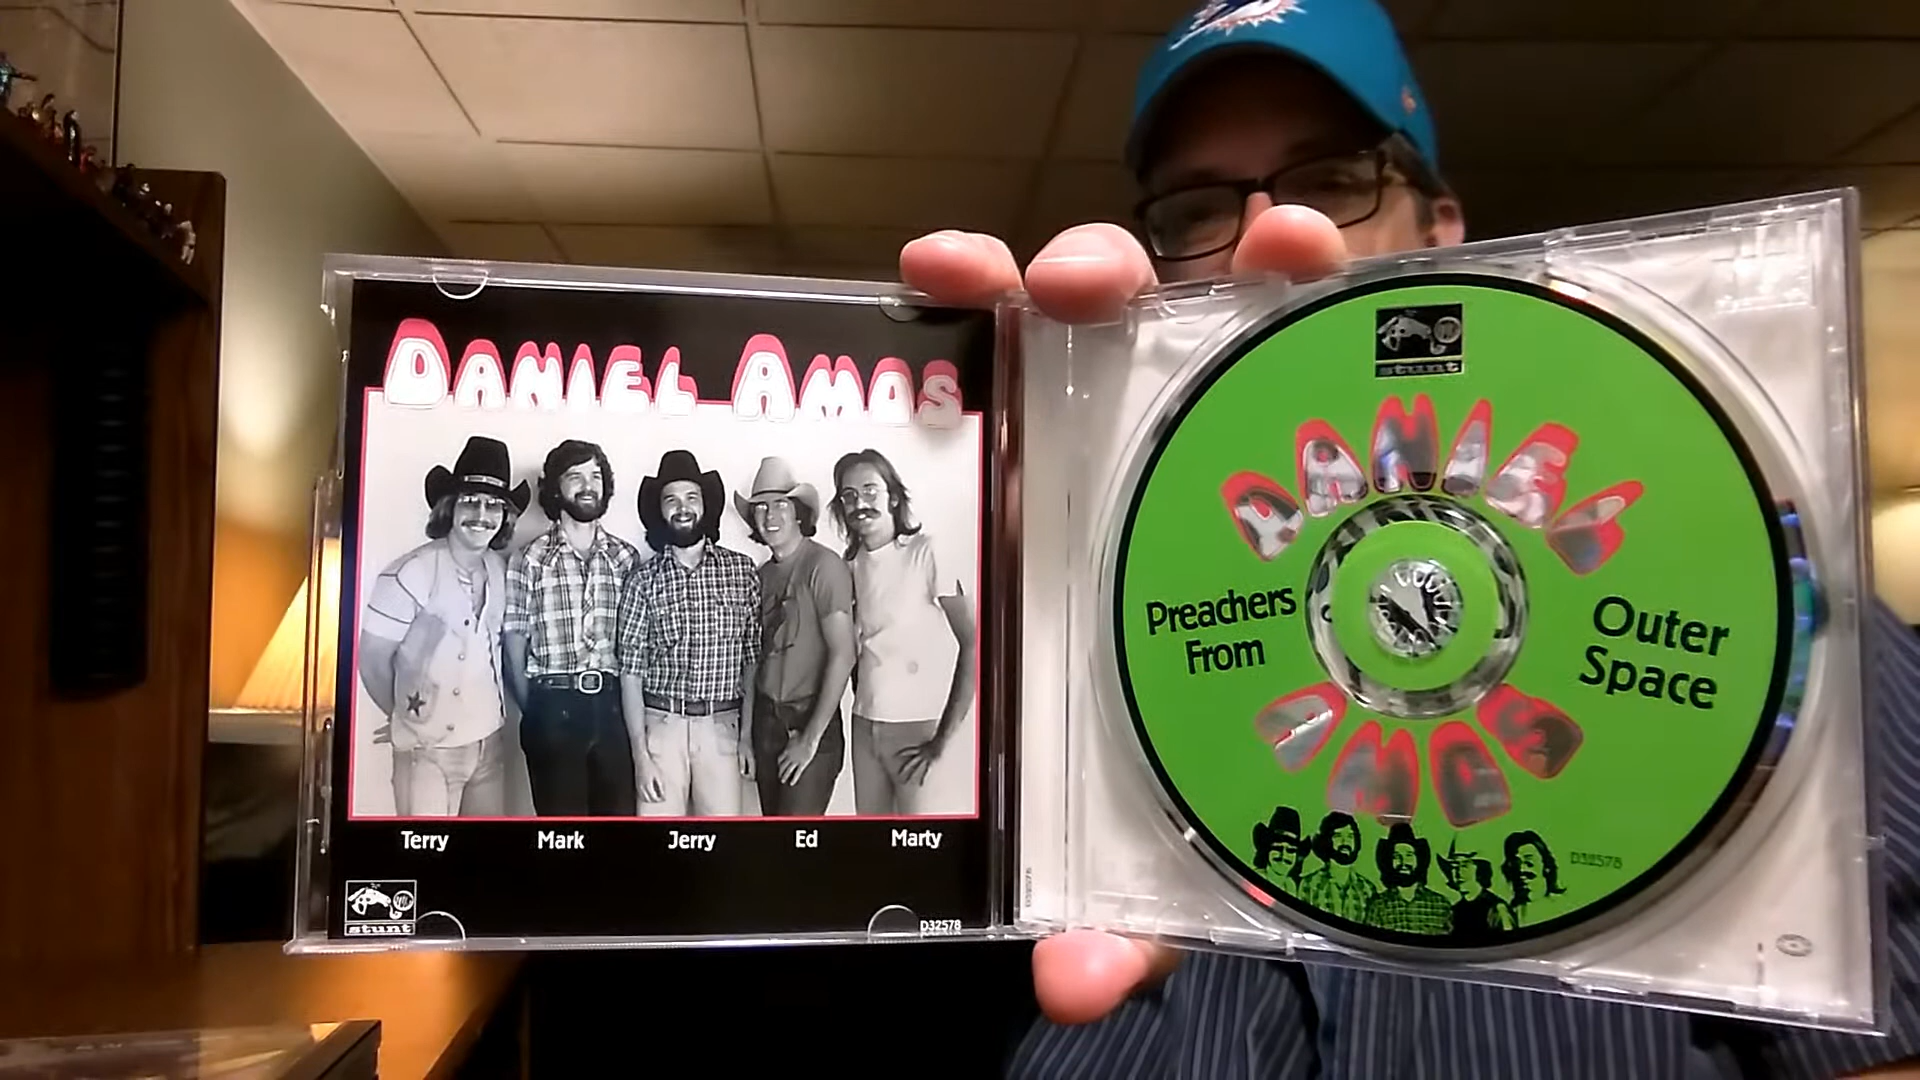 DANIEL AMOS
Terry Mark Jerry Ed Marty
stunt
D32578
stunt
DANIEL
Preachers
From
Outer
Space
AMOS
D32578